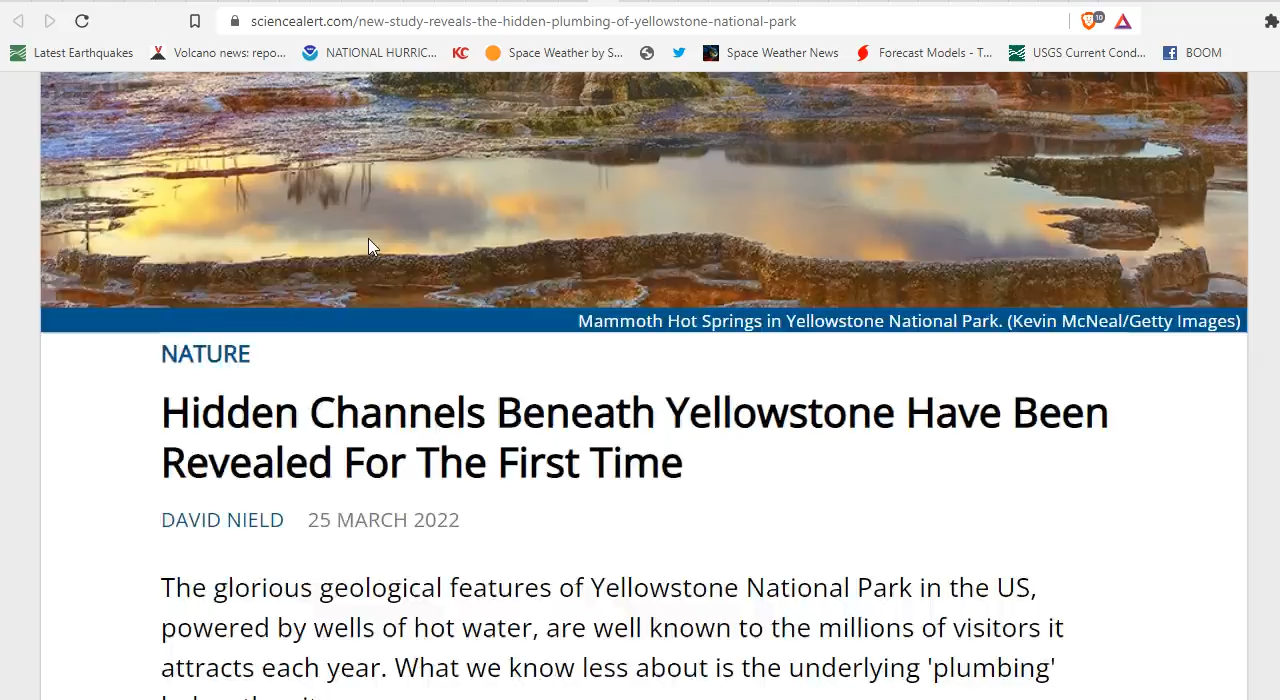 sciencealert.com/new-study-reveals-the-hidden-plumbing-of-yellowstone-national-park
10
Latest Earthquakes Volcano news: repo... NATIONAL HURRIC... KC Space Weather by S... Space Weather News Forecast Models - T... USGS Current Cond... BOOM
Mammoth Hot Springs in Yellowstone National Park. (Kevin McNeal/Getty Images)
NATURE
Hidden Channels Beneath Yellowstone Have Been
Revealed For The First Time
DAVID NIELD 25 MARCH 2022
The glorious geological features of Yellowstone National Park in the US,
powered by wells of hot water, are well known to the millions of visitors it
attracts each year. What we know less about is the underlying 'plumbing'